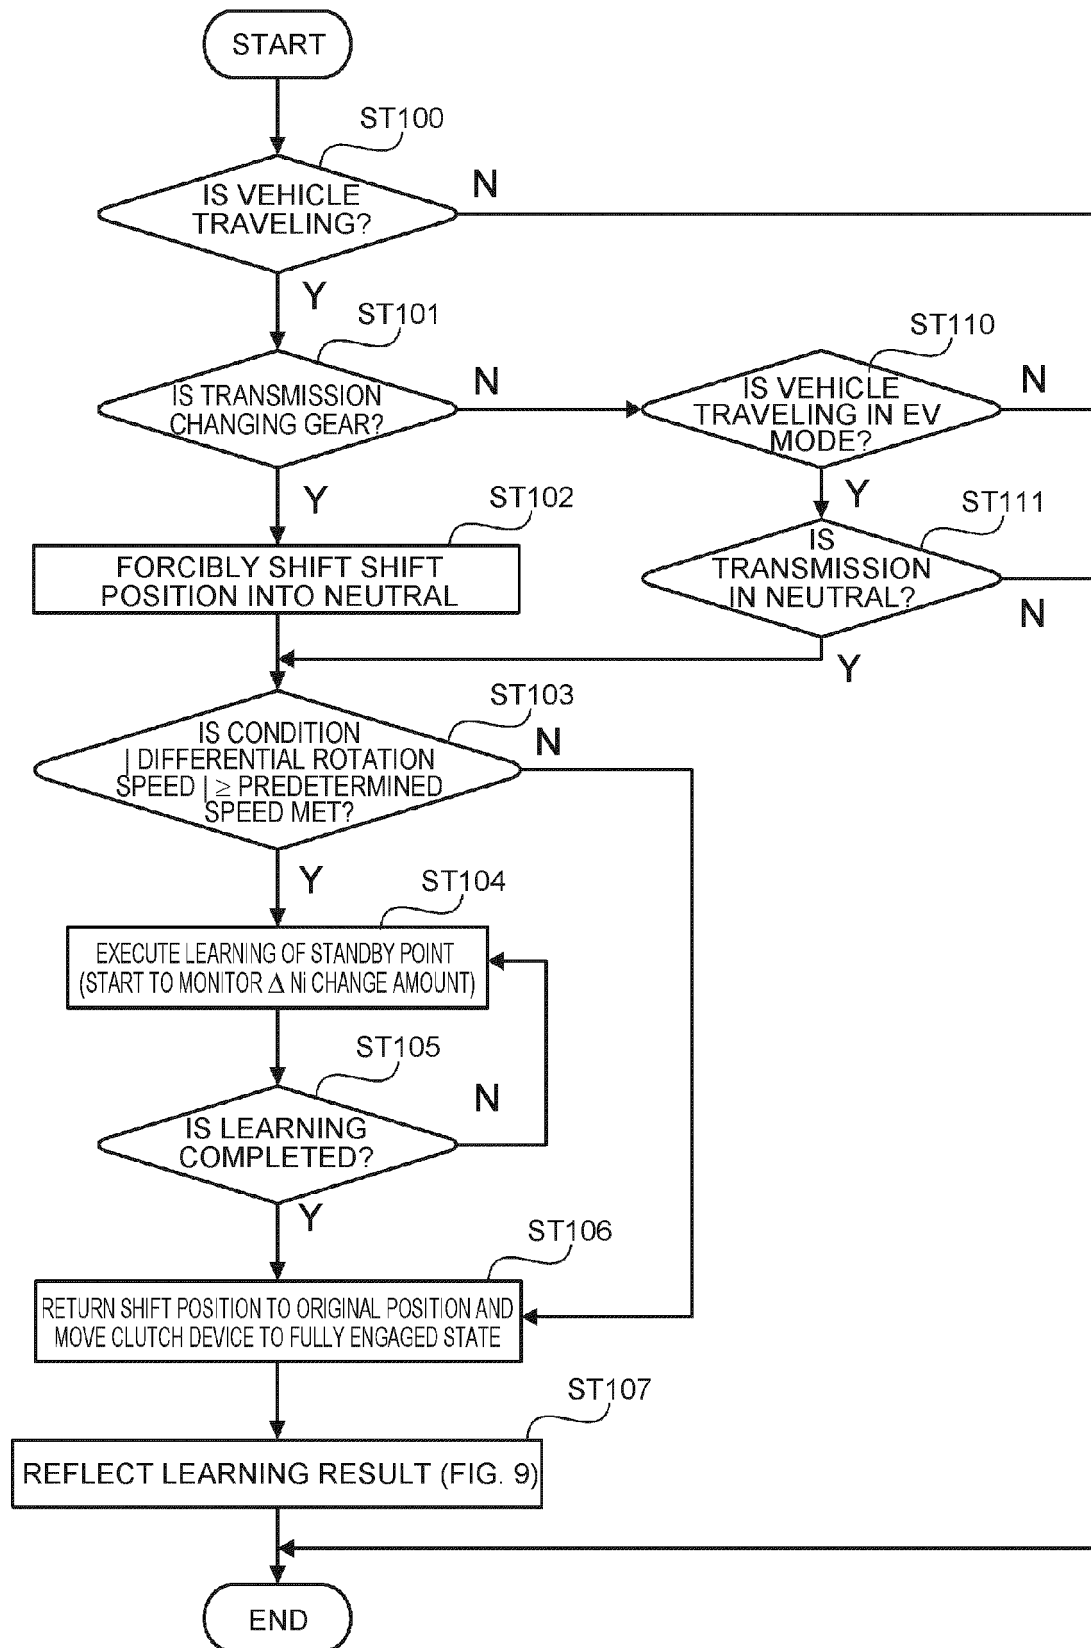 START
ST100
IS VEHICLE
TRAVELING?
N
Y
ST101
IS TRANSMISSION
CHANGING GEAR?
N
ST110
IS VEHICLE
TRAVELING IN EV
MODE?
N
Y
Y
ST102
FORCIBLY SHIFT SHIFT
POSITION INTO NEUTRAL
ST111
IS
TRANSMISSION
IN NEUTRAL?
N
Y
ST103
IS CONDITION
| DIFFERENTIAL ROTATION
SPEED | ≥ PREDETERMINED
SPEED MET?
N
Y
ST104
EXECUTE LEARNING OF STANDBY POINT
(START TO MONITOR Δ Ni CHANGE AMOUNT)
ST105
IS LEARNING
COMPLETED?
N
Y
ST106
RETURN SHIFT POSITION TO ORIGINAL POSITION AND
MOVE CLUTCH DEVICE TO FULLY ENGAGED STATE
ST107
REFLECT LEARNING RESULT (FIG. 9)
END